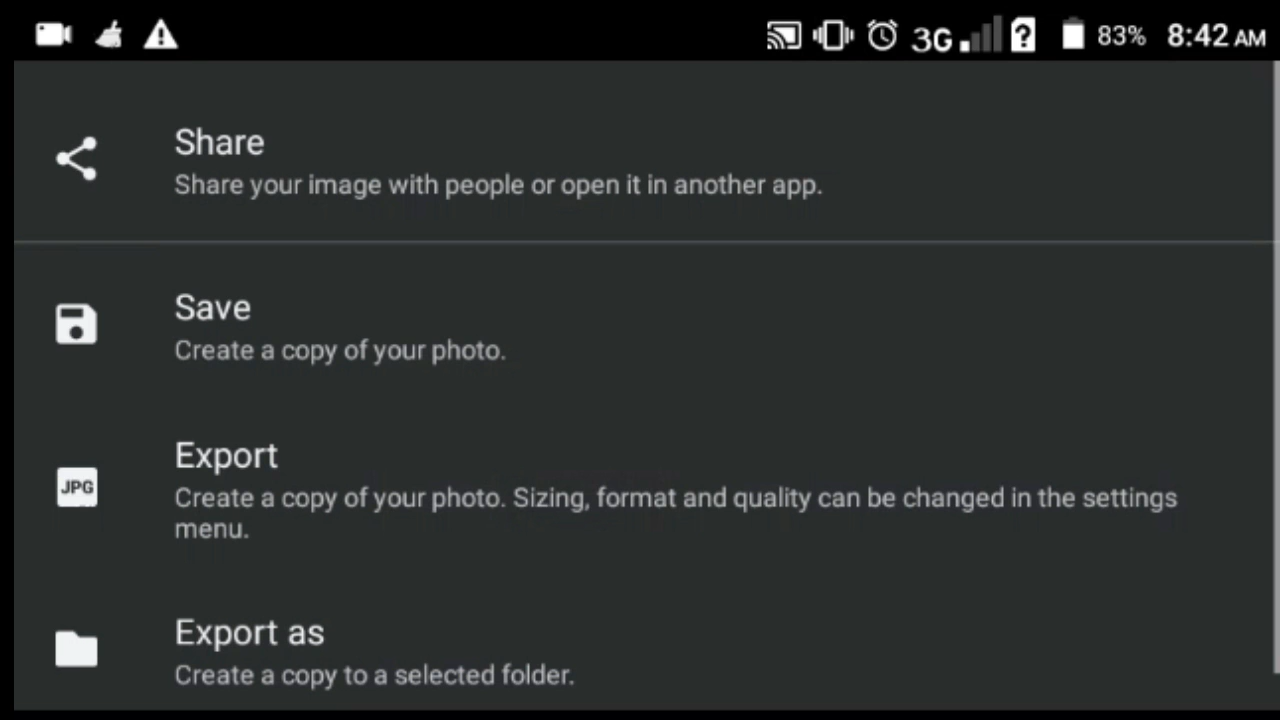 3G 83% 8:42 AM
Share
Share your image with people or open it in another app.
Save
Create a copy of your photo.
Export
JPG
Create a copy of your photo. Sizing, format and quality can be changed in the settings
menu.
Export as
Create a copy to a selected folder.